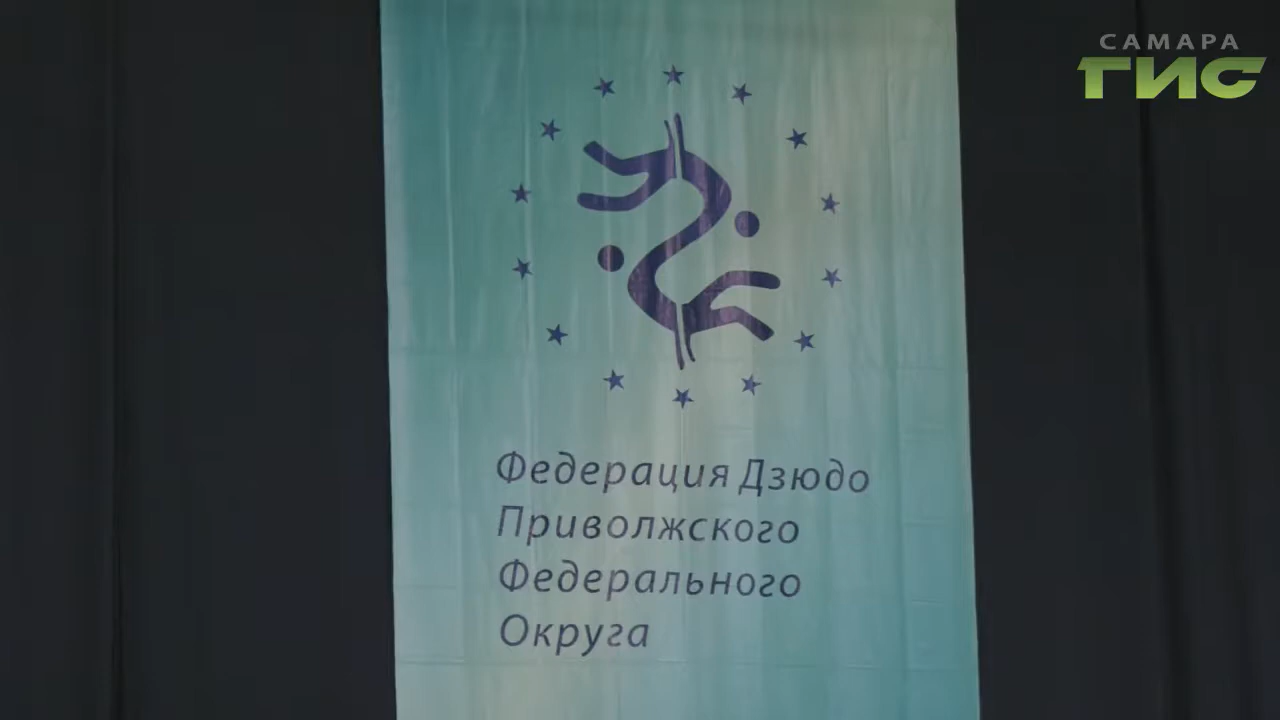 САМАРА
ГИС
Федерация Дзюдо
Приволжского
Федерального
Округа